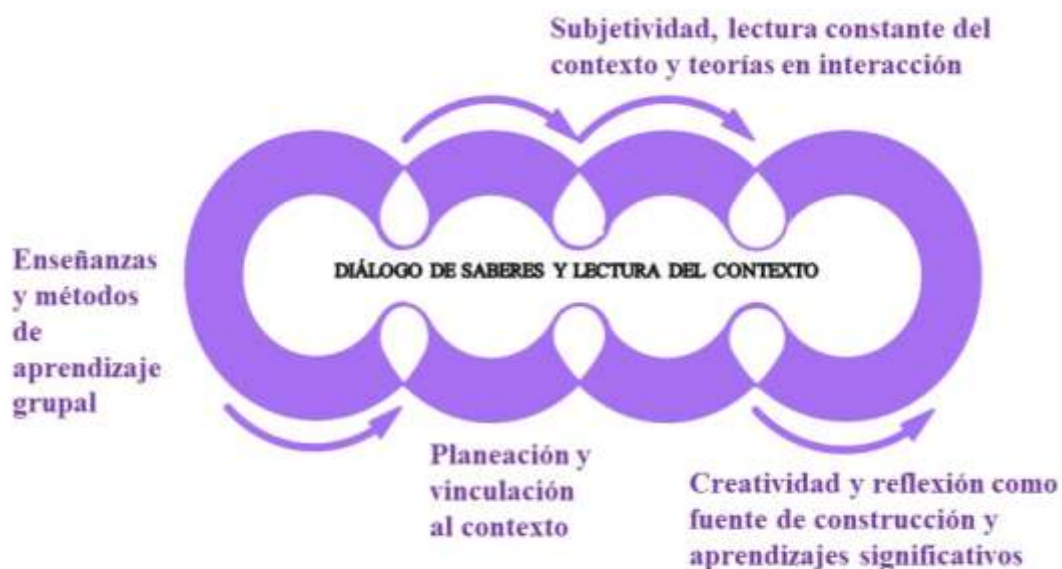 Subjetividad, lectura constante del
contexto y teorías en interacción
Enseñanzas
y métodos
de
aprendizaje
grupal
DIÁLOGO DE SABERES Y LECTURA DEL CONTEXTO
Planeación y
vinculación
al contexto
Creatividad y reflexión como
fuente de construcción y
aprendizajes significativos